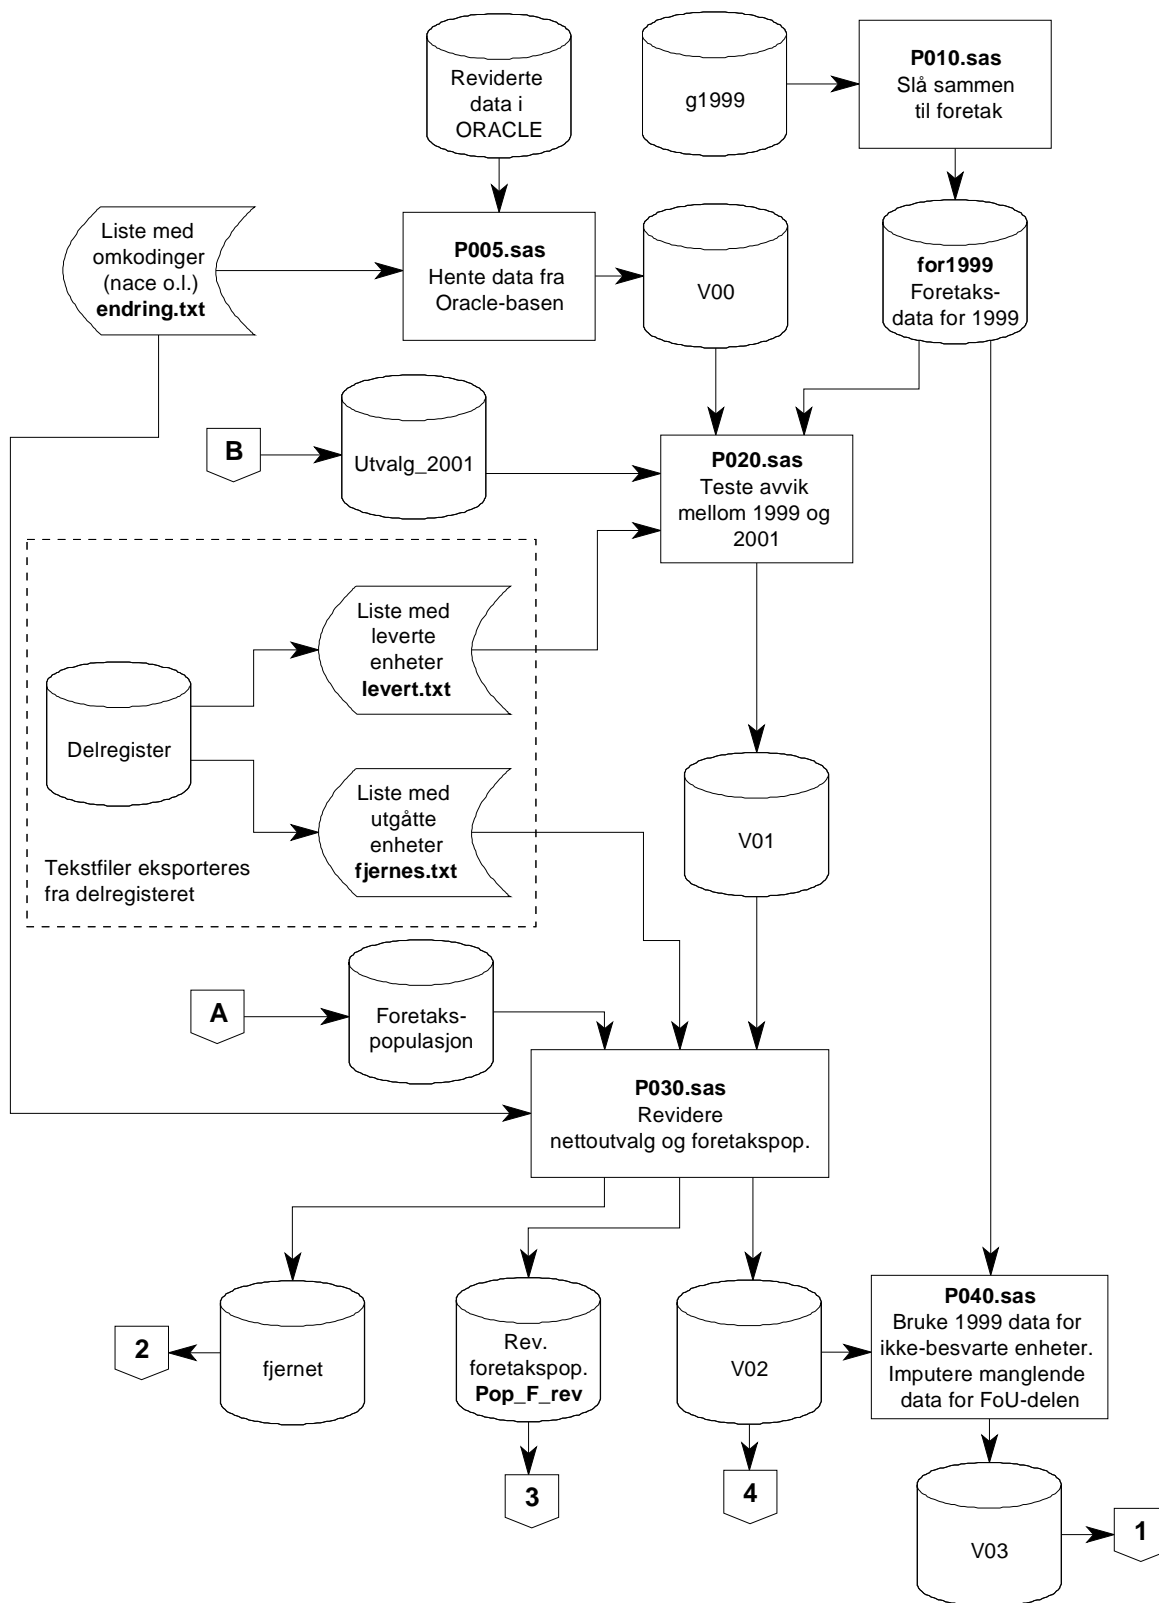 Reviderte
data i
ORACLE
g1999
P010.sas
Slå sammen
til foretak
Liste med
omkodinger
(nace o.l.)
endring.txt
P005.sas
Hente data fra
Oracle-basen
V00
for1999
Foretaks-
data for 1999
B
Utvalg_2001
P020.sas
Teste avvik
mellom 1999 og
2001
Liste med
leverte
enheter
levert.txt
Delregister
Liste med
utgåtte
enheter
fjernes.txt
Tekstfiler eksporteres
fra delregisteret
V01
A
Foretaks-
populasjon
P030.sas
Revidere
nettoutvalg og foretakspop.
2
fjernet
Rev.
foretakspop.
Pop_F_rev
V02
P040.sas
Bruke 1999 data for
ikke-besvarte enheter.
Imputere manglende
data for FoU-delen
3
4
V03
1